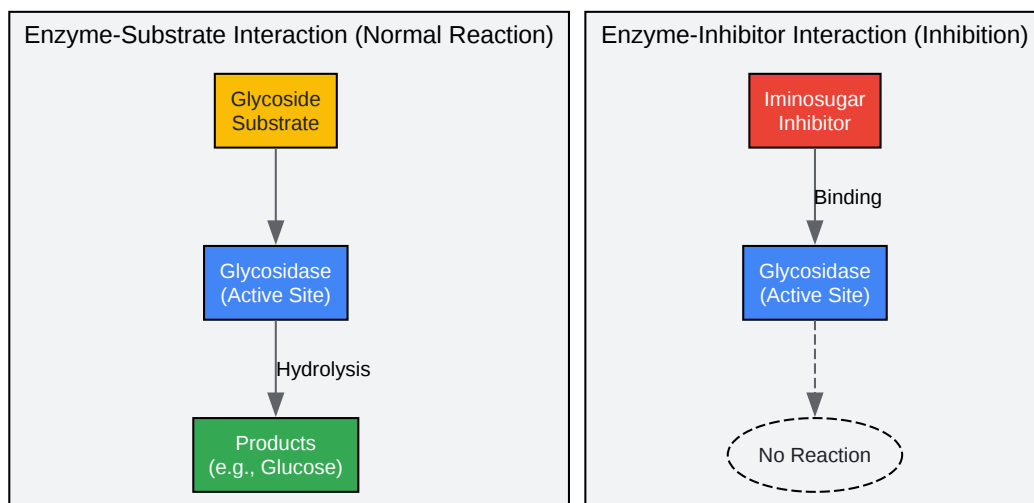 Enzyme-Substrate Interaction (Normal Reaction)
Glycoside
Substrate
Glycosidase
(Active Site)
Hydrolysis
Products
(e.g., Glucose)
Enzyme-Inhibitor Interaction (Inhibition)
Iminosugar
Inhibitor
Binding
Glycosidase
(Active Site)
No Reaction